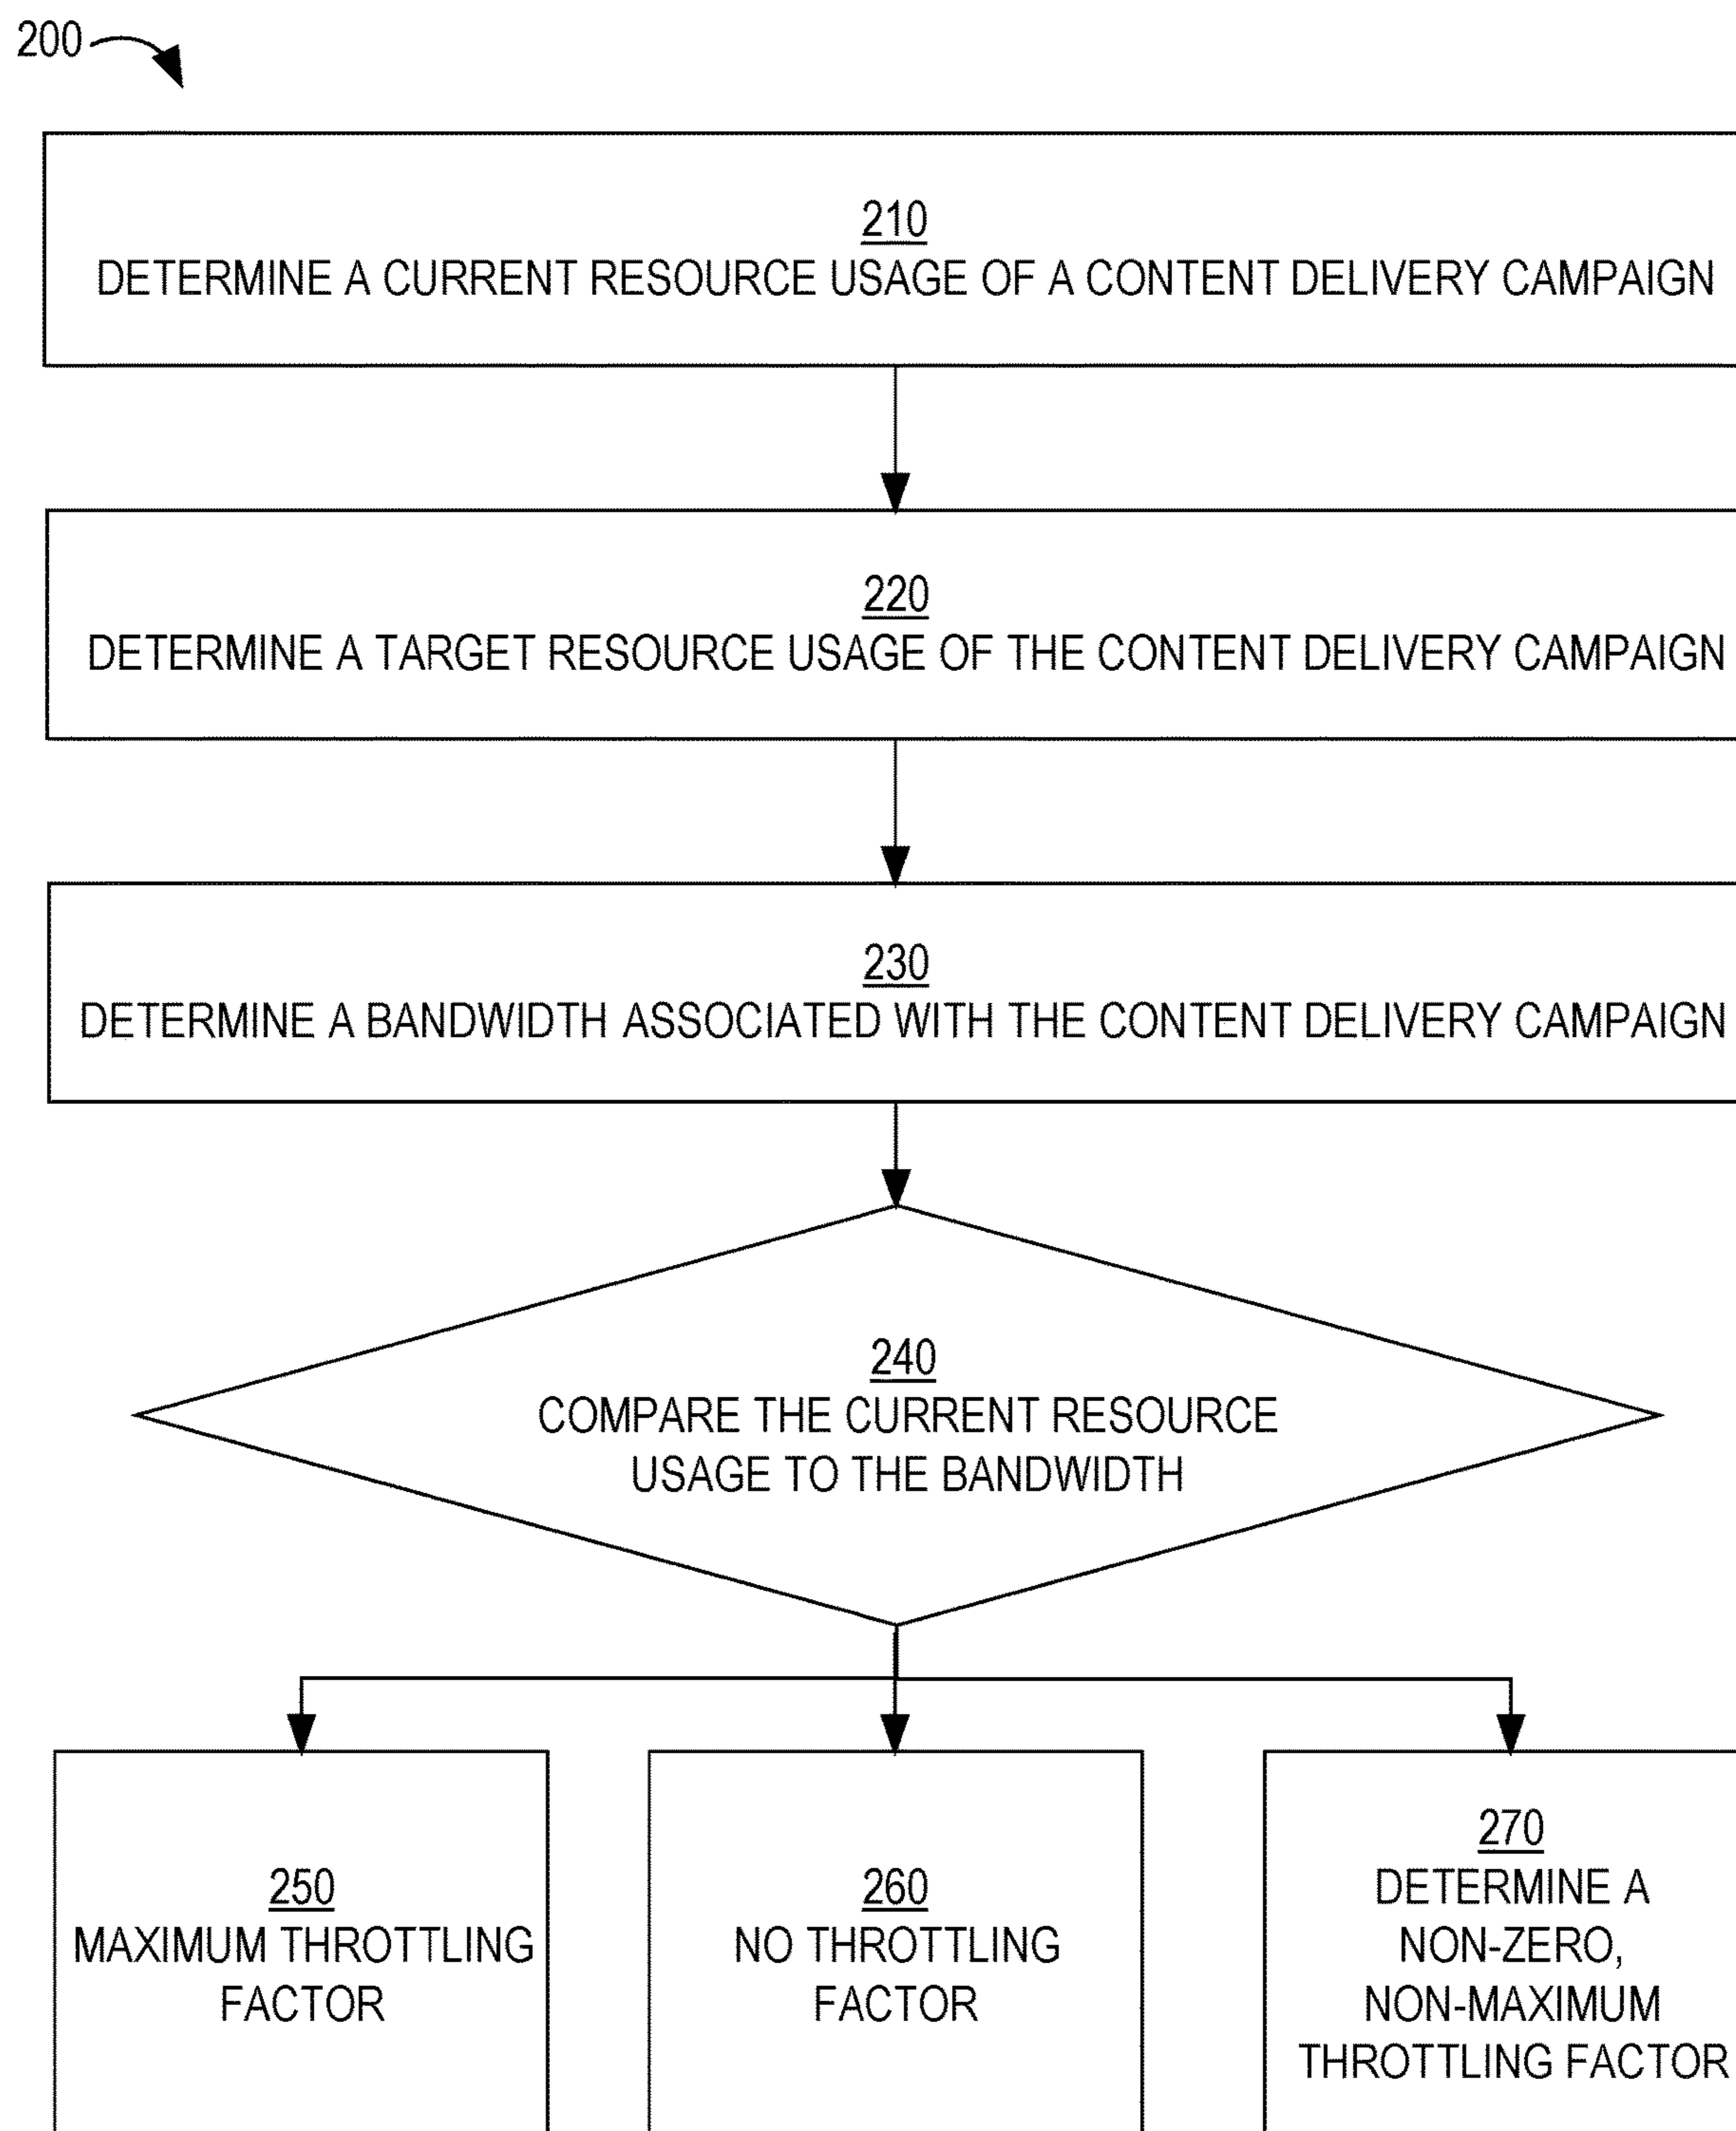 200
210
DETERMINE A CURRENT RESOURCE USAGE OF A CONTENT DELIVERY CAMPAIGN
220
DETERMINE A TARGET RESOURCE USAGE OF THE CONTENT DELIVERY CAMPAIGN
230
DETERMINE A BANDWIDTH ASSOCIATED WITH THE CONTENT DELIVERY CAMPAIGN
240
COMPARE THE CURRENT RESOURCE
USAGE TO THE BANDWIDTH
250
MAXIMUM THROTTLING
FACTOR
260
NO THROTTLING
FACTOR
270
DETERMINE A
NON-ZERO,
NON-MAXIMUM
THROTTLING FACTOR